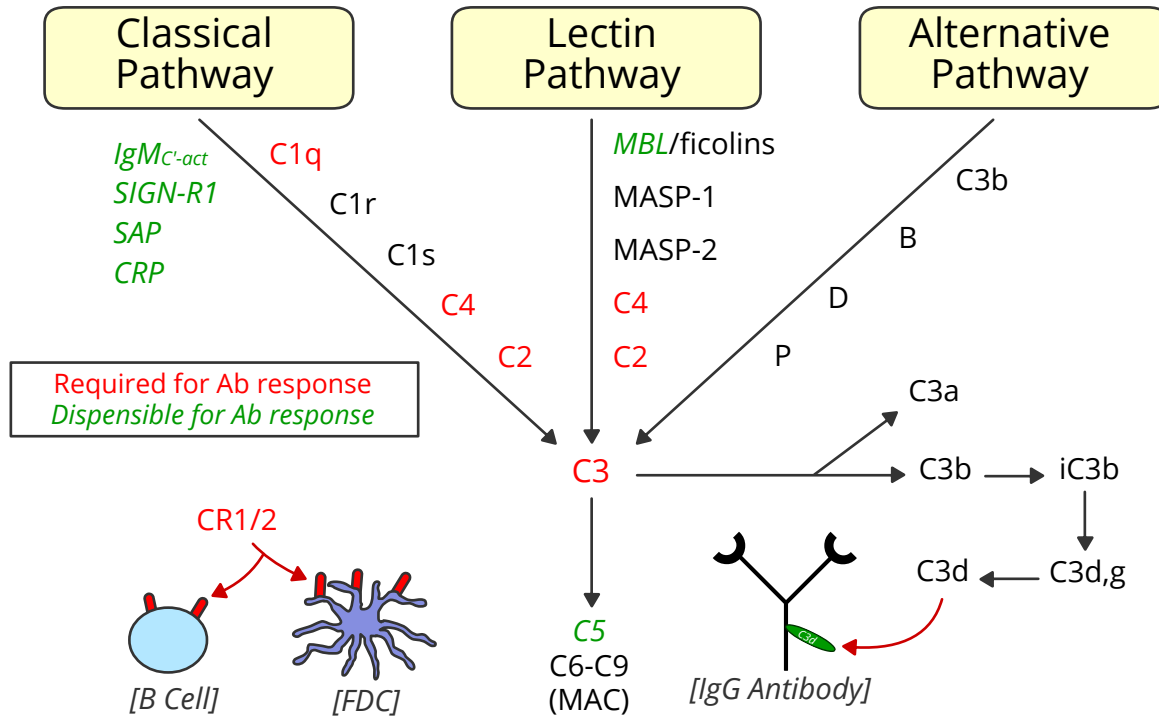 Classical
Pathway
Lectin
Pathway
Alternative
Pathway
IgMC'-act
SIGN-R1
SAP
CRP
C1q
C1r
C1s
C4
C2
MBL/ficolins
MASP-1
MASP-2
C4
C2
C3b
B
D
P
Required for Ab response
Dispensible for Ab response
C3
C3a
C3b
iC3b
C3d,g
C3d
CR1/2
[B Cell]
[FDC]
C5
C6-C9
(MAC)
C3d
[IgG Antibody]